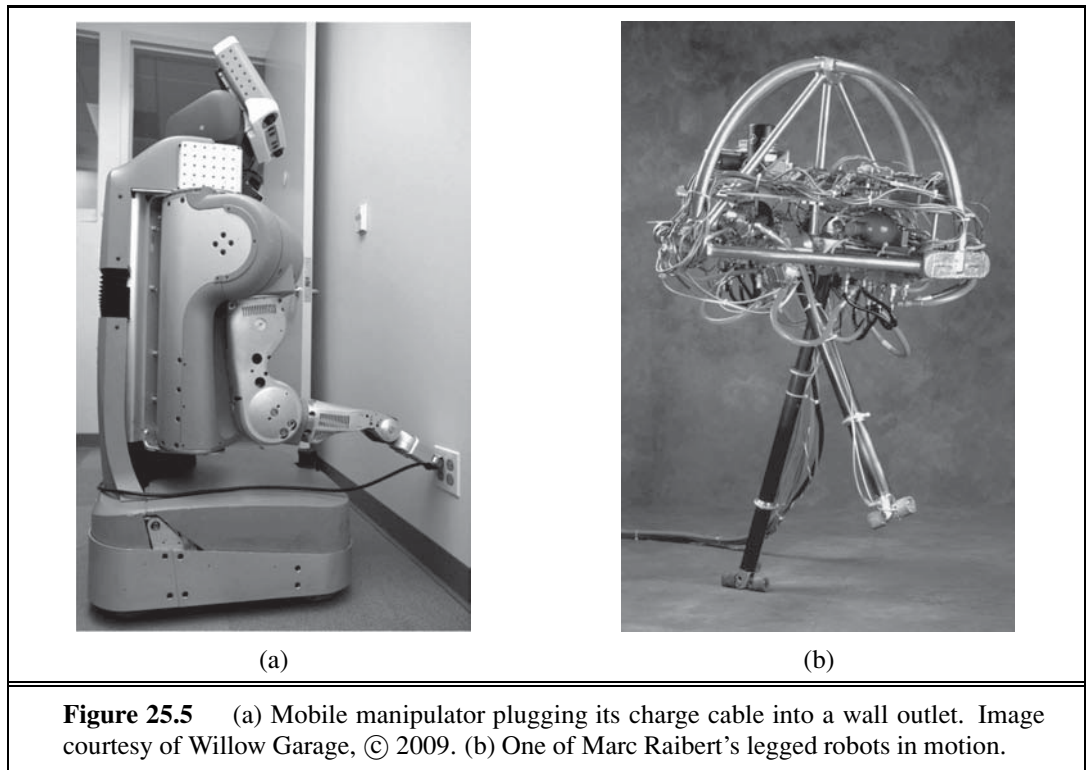 (a)
(b)
Figure 25.5 (a) Mobile manipulator plugging its charge cable into a wall outlet. Image
courtesy of Willow Garage, © 2009. (b) One of Marc Raibert’s legged robots in motion.